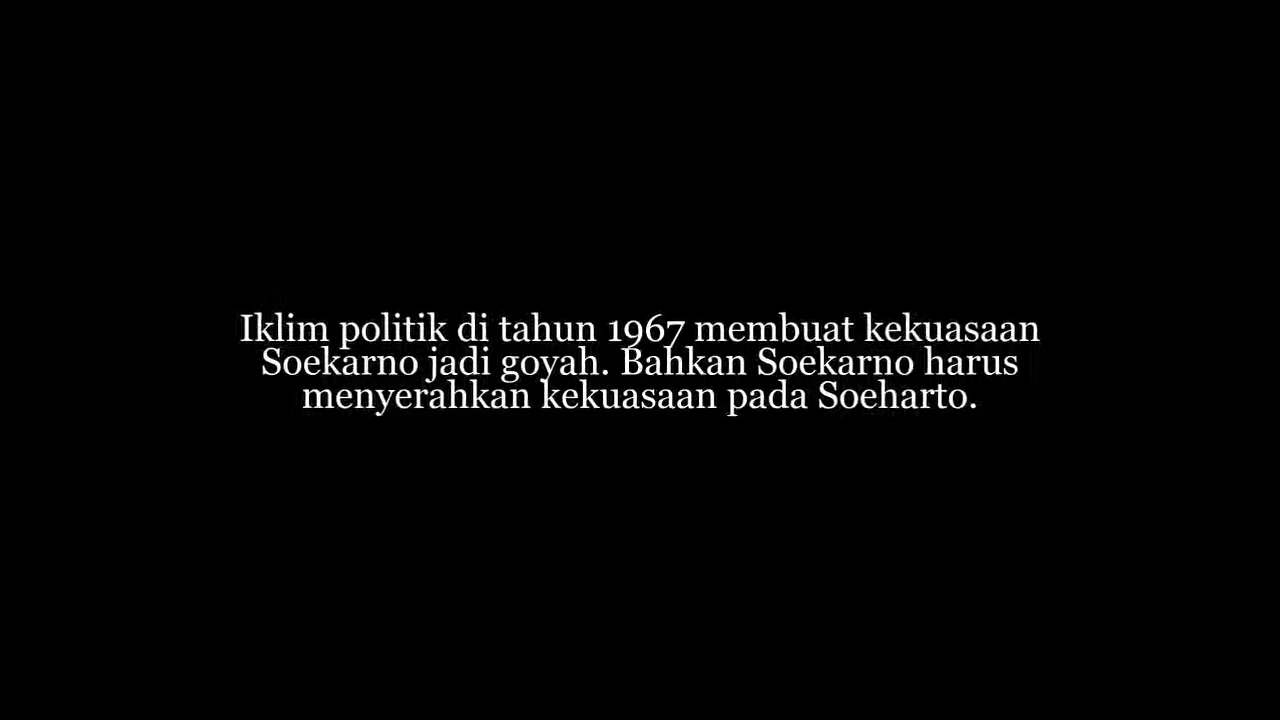 Iklim politik di tahun 1967 membuat kekuasaan
Soekarno jadi goyah. Bahkan Soekarno harus
menyerahkan kekuasaan pada Soeharto.